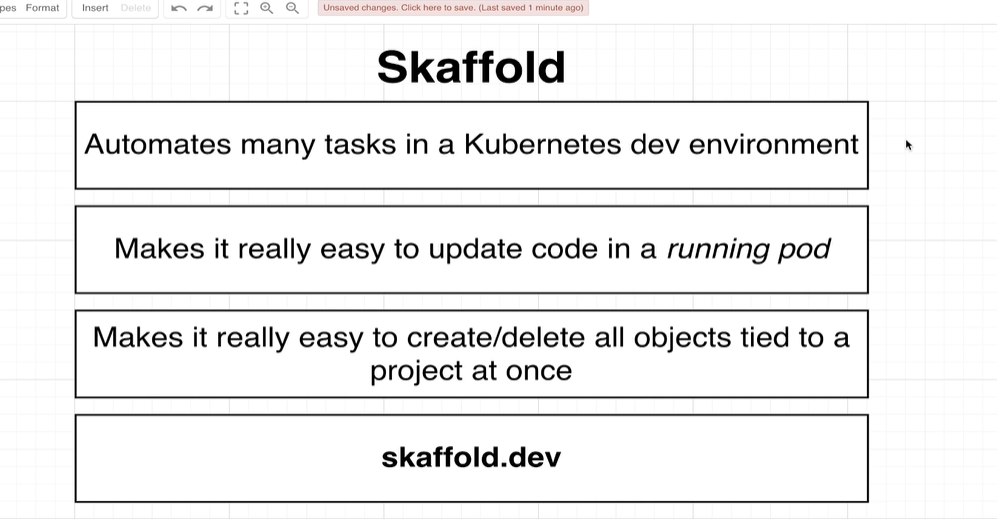 pes Format Insert Delete Unsaved changes. Click here to save. (Last saved 1 minute ago)
Skaffold
Automates many tasks in a Kubernetes dev environment
Makes it really easy to update code in a running pod
Makes it really easy to create/delete all objects tied to a
project at once
skaffold.dev